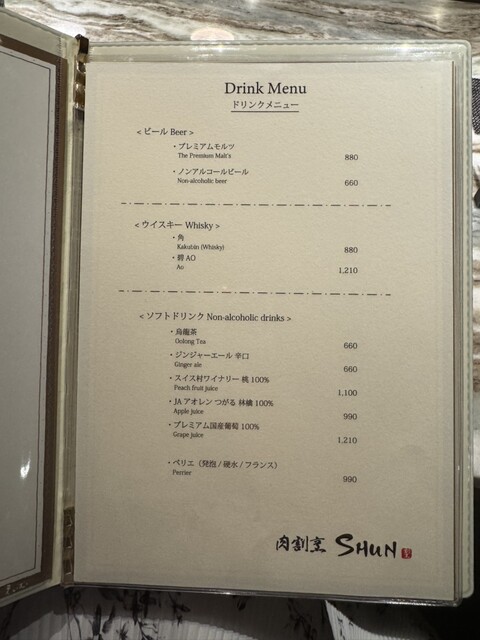 Drink Menu
ドリンクメニュー
< ビール Beer >
・プレミアムモルツ
The Premium Malt's 880
・ノンアルコールビール
Non-alcoholic beer 660
< ウイスキー Whisky >
・角
Kakubin (Whisky) 880
・碧 AO
Ao 1,210
< ソフトドリンク Non-alcoholic drinks >
・烏龍茶
Oolong Tea 660
・ジンジャーエール 辛口
Ginger ale 660
・スイス村ワイナリー 桃 100%
Peach fruit juice 1,100
・JA アオレン つがる 林檎 100%
Apple juice 990
・プレミアム国産葡萄 100%
Grape juice 1,210
・ペリエ（発泡 / 硬水 / フランス）
Perrier 990
肉割烹 SHUN